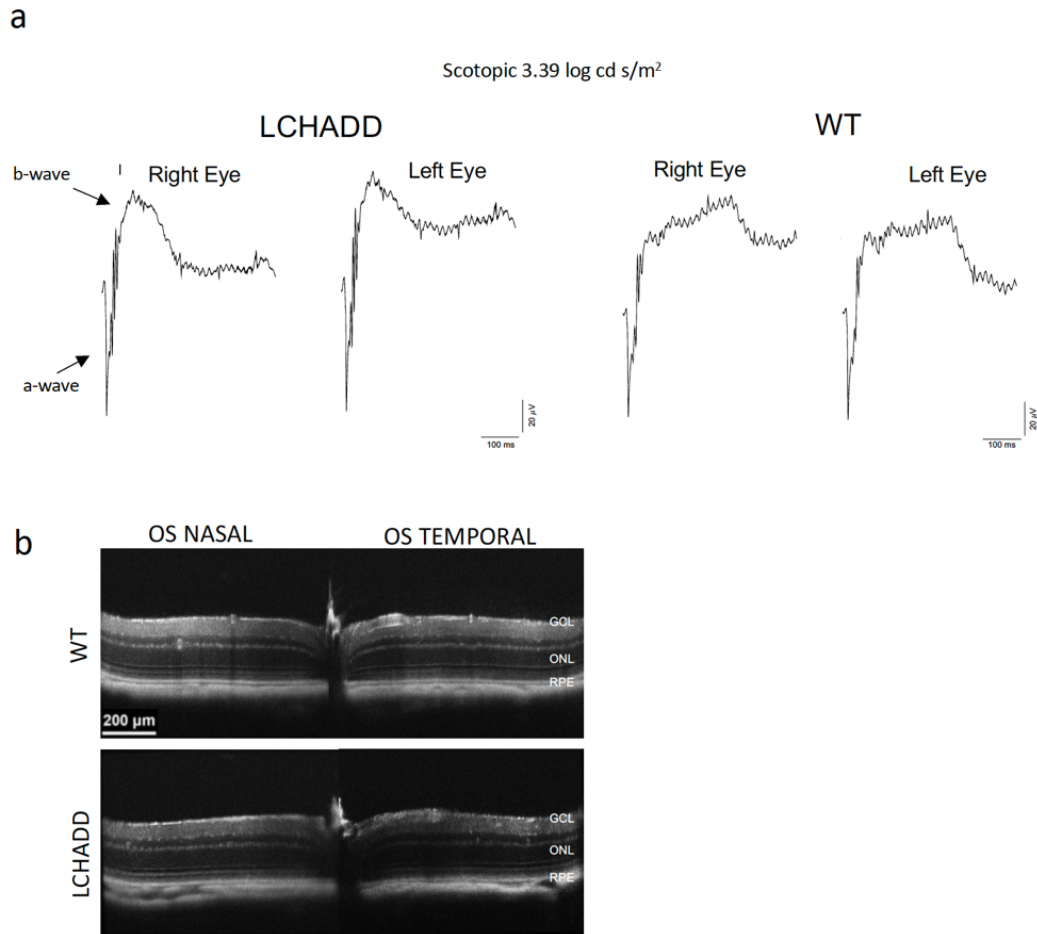 a
Scotopic 3.39 log cd s/m²
LCHADD
WT
b-wave
Right Eye
Left Eye
Right Eye
Left Eye
a-wave
20 µV
100 ms
20 µV
100 ms
b
OS NASAL
OS TEMPORAL
WT
GCL
ONL
RPE
200 µm
LCHADD
GCL
ONL
RPE